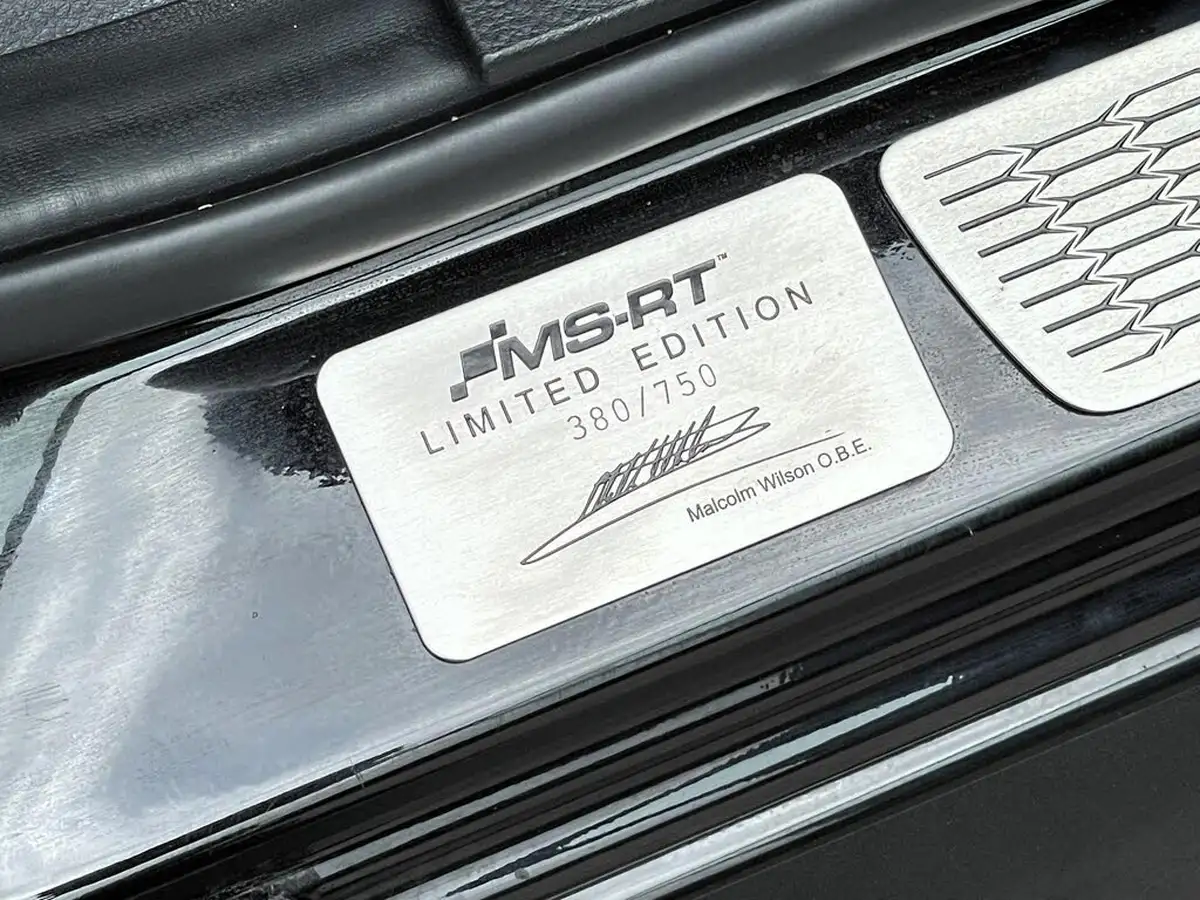 MS-RT™
LIMITED EDITION
380/750
Malcolm Wilson O.B.E.